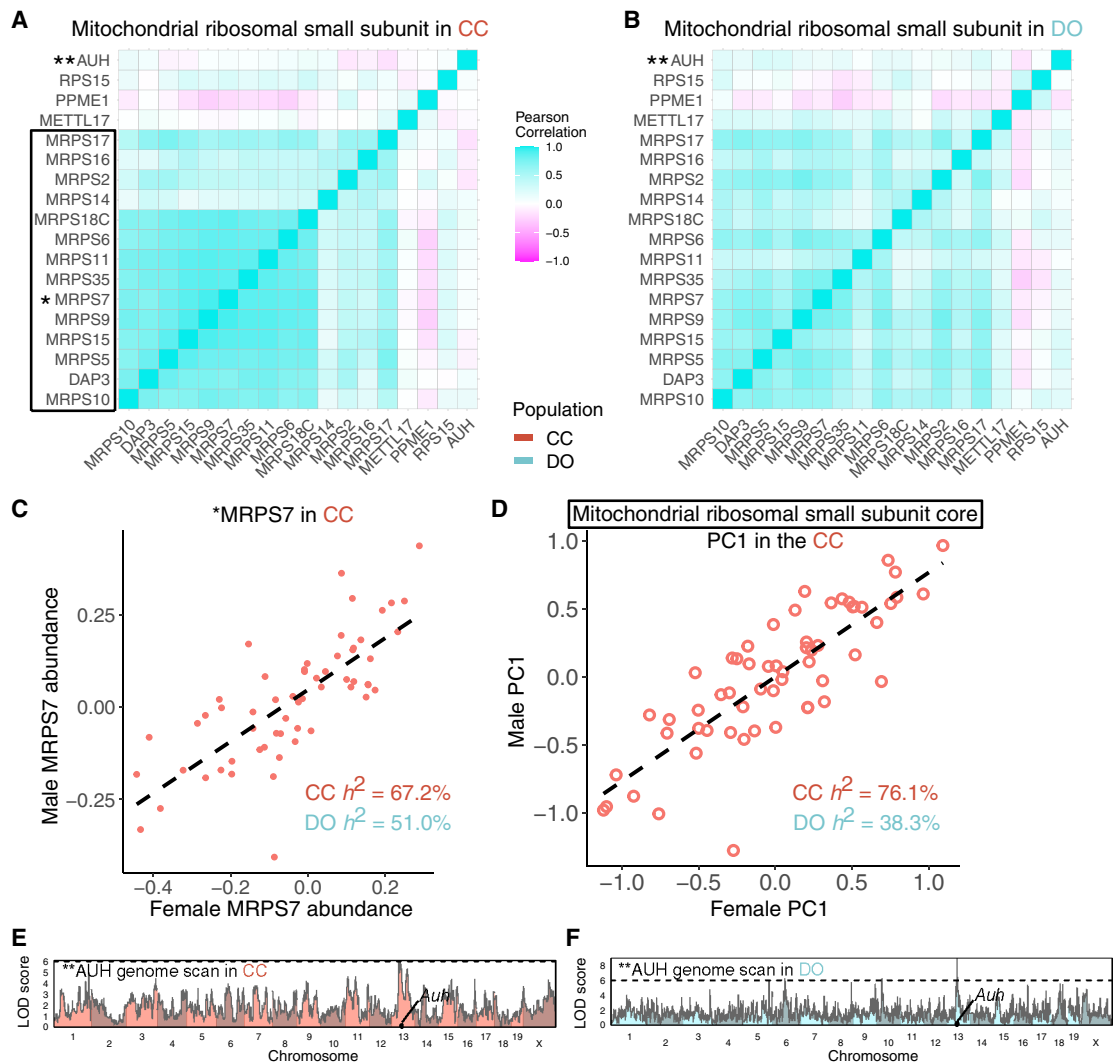 A
Mitochondrial ribosomal small subunit in CC
**AUH
RPS15
PPME1
METTL17
MRPS17
MRPS16
MRPS2
MRPS14
MRPS18C
MRPS6
MRPS11
MRPS35
*MRPS7
MRPS9
MRPS15
MRPS5
DAP3
MRPS10
MRPS10 DAP3 MRPS5 MRPS15 MRPS9 MRPS7 MRPS35 MRPS11 MRPS6 MRPS18C MRPS14 MRPS2 MRPS16 MRPS17 METTL17 PPME1 RPS15 AUH
Pearson
Correlation
1.0
0.5
0.0
−0.5
−1.0
Population
CC
DO
B
Mitochondrial ribosomal small subunit in DO
**AUH
RPS15
PPME1
METTL17
MRPS17
MRPS16
MRPS2
MRPS14
MRPS18C
MRPS6
MRPS11
MRPS35
MRPS7
MRPS9
MRPS15
MRPS5
DAP3
MRPS10
MRPS10 DAP3 MRPS5 MRPS15 MRPS9 MRPS7 MRPS35 MRPS11 MRPS6 MRPS18C MRPS14 MRPS2 MRPS16 MRPS17 METTL17 PPME1 RPS15 AUH
C
*MRPS7 in CC
Male MRPS7 abundance
0.25
0.00
−0.25
CC h² = 67.2%
DO h² = 51.0%
−0.4 −0.2 0.0 0.2
Female MRPS7 abundance
D
Mitochondrial ribosomal small subunit core
PC1 in the CC
Male PC1
1.0
0.5
0.0
−0.5
−1.0
CC h² = 76.1%
DO h² = 38.3%
−1.0 −0.5 0.0 0.5 1.0
Female PC1
E
**AUH genome scan in CC
LOD score
6
5
4
3
2
1
0
Auh
1 2 3 4 5 6 7 8 9 10 11 12 13 14 15 16 17 18 19 X
Chromosome
F
**AUH genome scan in DO
LOD score
8
6
4
2
0
Auh
1 2 3 4 5 6 7 8 9 10 11 12 13 14 15 16 17 18 19 X
Chromosome